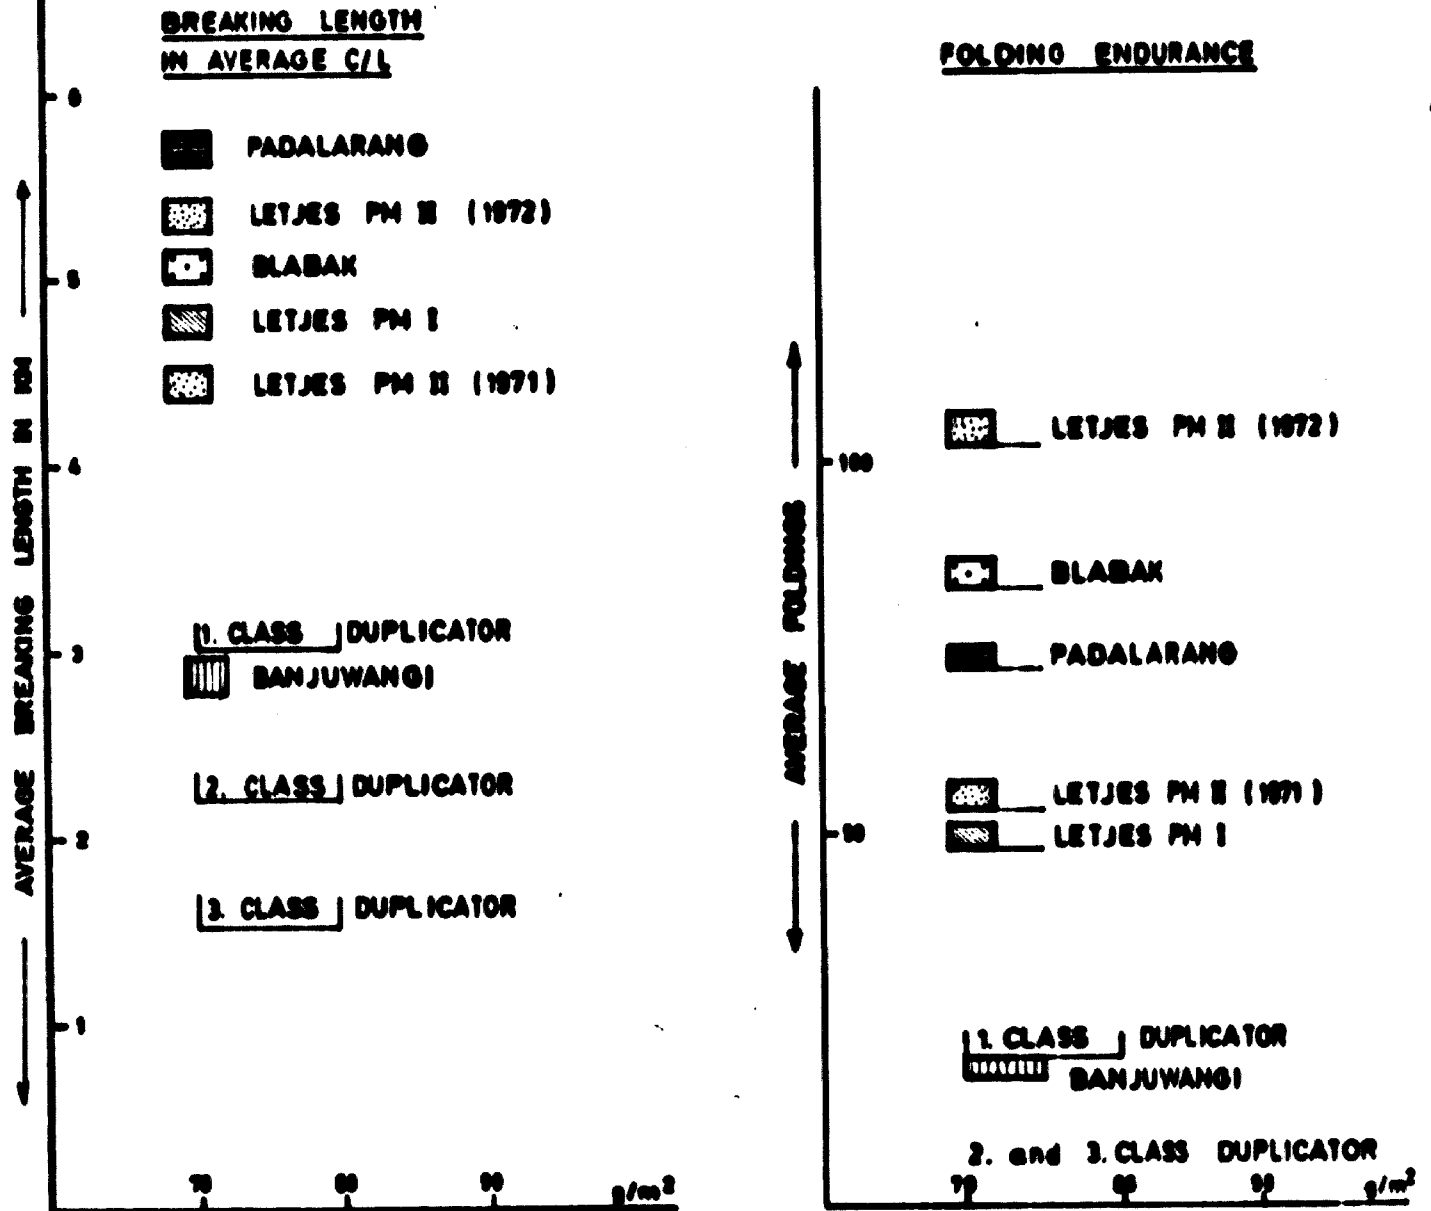 BREAKING LENGTH
IN AVERAGE C/L
6
PADALARANG
LETJES PM II (1972)
BLABAK
5
LETJES PM I
LETJES PM II (1971)
4
AVERAGE BREAKING LENGTH IN KM
1. CLASS DUPLICATOR
3
BANJUWANGI
2. CLASS DUPLICATOR
2
3. CLASS DUPLICATOR
1
70 80 90 g/m²
FOLDING ENDURANCE
LETJES PM II (1972)
100
AVERAGE FOLDINGS
BLABAK
PADALARANG
LETJES PM II (1971)
50
LETJES PM I
1. CLASS DUPLICATOR
BANJUWANGI
2. and 3. CLASS DUPLICATOR
70 80 90 g/m²